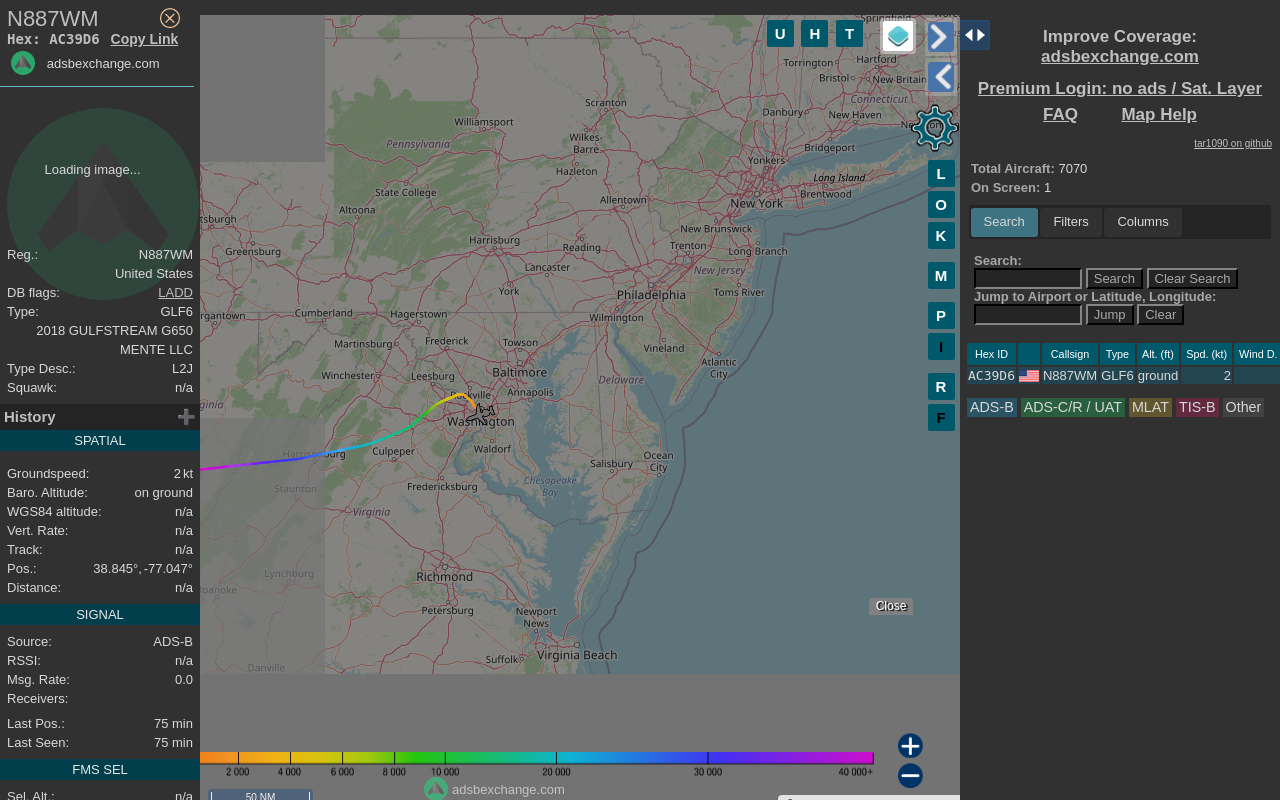 N887WM
Hex: AC39D6 Copy Link
adsbexchange.com
Loading image...
Reg.: N887WM
United States
DB flags: LADD
Type: GLF6
2018 GULFSTREAM G650
MENTE LLC
Type Desc.: L2J
Squawk: n/a
History
SPATIAL
Groundspeed: 2 kt
Baro. Altitude: on ground
WGS84 altitude: n/a
Vert. Rate: n/a
Track: n/a
Pos.: 38.845°, -77.047°
Distance: n/a
SIGNAL
Source: ADS-B
RSSI: n/a
Msg. Rate: 0.0
Receivers:
Last Pos.: 75 min
Last Seen: 75 min
FMS SEL
Sel. Alt.: n/a
U H T
Springfield
Torrington
Hartford
Bristol
New Britain
Scranton
Connecticut
Danbury
New Haven
Williamsport
Wilkes-
Barre
Pennsylvania
Bridgeport
Hazleton
Yonkers
Long Island
State College
Brentwood
Allentown
New York
Altoona
New Brunswick
Harrisburg
Reading
Trenton
Long Branch
Greensburg
Lancaster
New Jersey
York
Philadelphia
Toms River
Cumberland
Hagerstown
Wilmington
Martinsburg
Frederick
Towson
Vineland
Atlantic
City
Winchester
Leesburg
Baltimore
Delaware
Rockville
Annapolis
Washington
Harrisonburg
Culpeper
Waldorf
Ocean
City
Salisbury
Staunton
Fredericksburg
Chesapeake
Bay
Virginia
Lynchburg
Richmond
Petersburg
Newport
News
Suffolk
Virginia Beach
Danville
Close
L
O
K
M
P
I
R
F
2 000 4 000 6 000 8 000 10 000 20 000 30 000 40 000+
adsbexchange.com
50 NM
Improve Coverage:
adsbexchange.com
Premium Login: no ads / Sat. Layer
FAQ Map Help
tar1090 on github
Total Aircraft: 7070
On Screen: 1
Search Filters Columns
Search:
Search Clear Search
Jump to Airport or Latitude, Longitude:
Jump Clear
Hex ID Callsign Type Alt. (ft) Spd. (kt) Wind D.
AC39D6 N887WM GLF6 ground 2
ADS-B ADS-C/R / UAT MLAT TIS-B Other